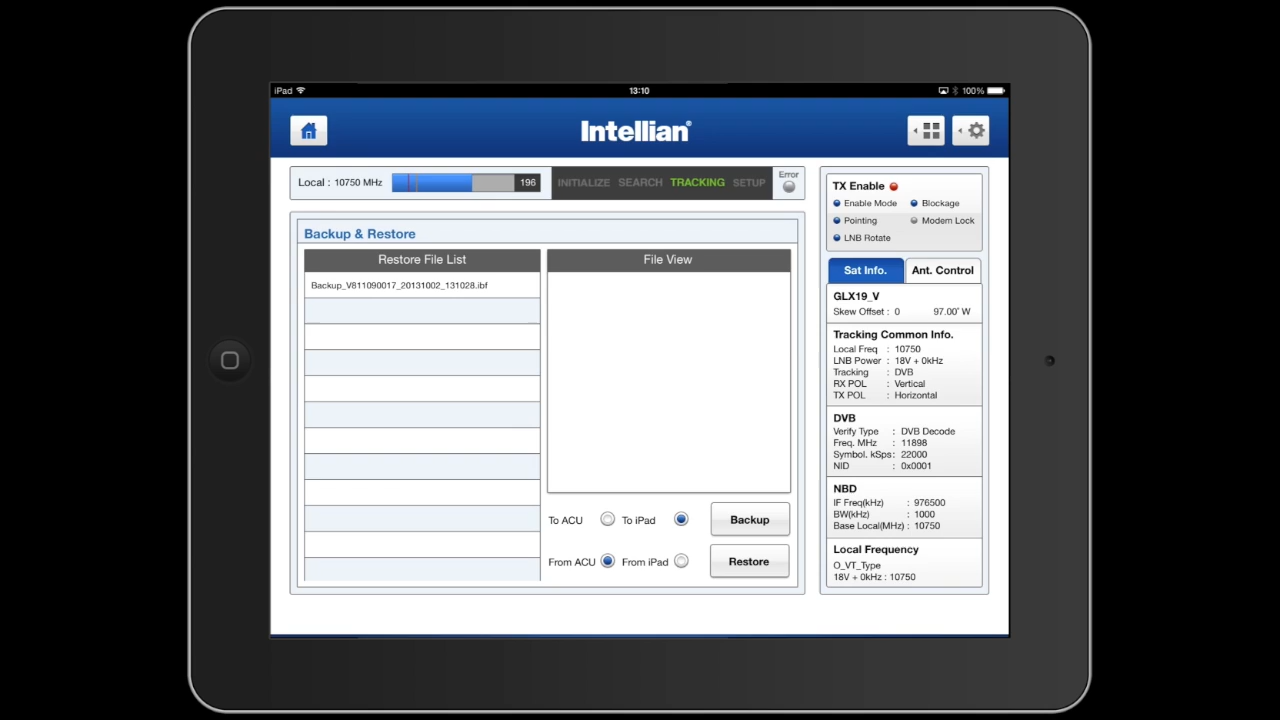 iPad
13:10
100%
Intellian®
Local : 10750 MHz
196
INITIALIZE SEARCH TRACKING SETUP
Error
Backup & Restore
Restore File List
Backup_V811090017_20131002_131028.ibf
File View
To ACU
To iPad
Backup
From ACU
From iPad
Restore
TX Enable
Enable Mode
Blockage
Pointing
Modem Lock
LNB Rotate
Sat Info.
Ant. Control
GLX19_V
Skew Offset : 0 97.00° W
Tracking Common Info.
Local Freq : 10750
LNB Power : 18V + 0kHz
Tracking : DVB
RX POL : Vertical
TX POL : Horizontal
DVB
Verify Type : DVB Decode
Freq. MHz : 11898
Symbol. kSps: 22000
NID : 0x0001
NBD
IF Freq(kHz) : 976500
BW(kHz) : 1000
Base Local(MHz) : 10750
Local Frequency
O_VT_Type
18V + 0kHz : 10750